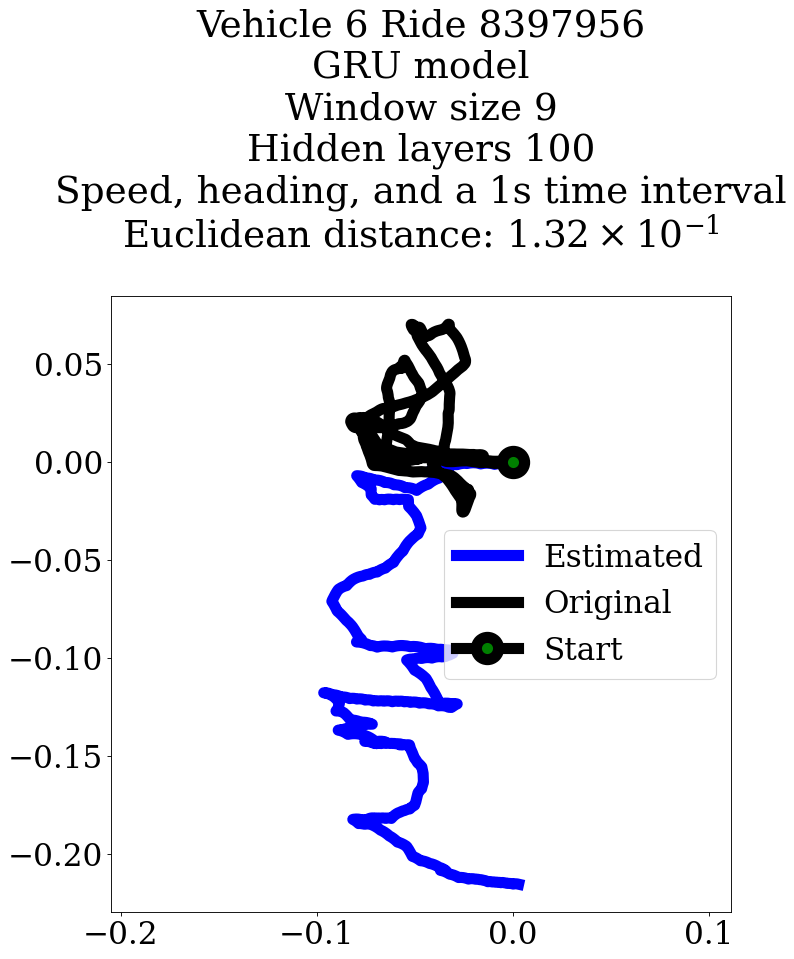 Vehicle 6 Ride 8397956
GRU model
Window size 9
Hidden layers 100
Speed, heading, and a 1s time interval
Euclidean distance: 1.32 × 10⁻¹
0.05
0.00
−0.05
−0.10
−0.15
−0.20
Estimated
Original
Start
−0.2 −0.1 0.0 0.1